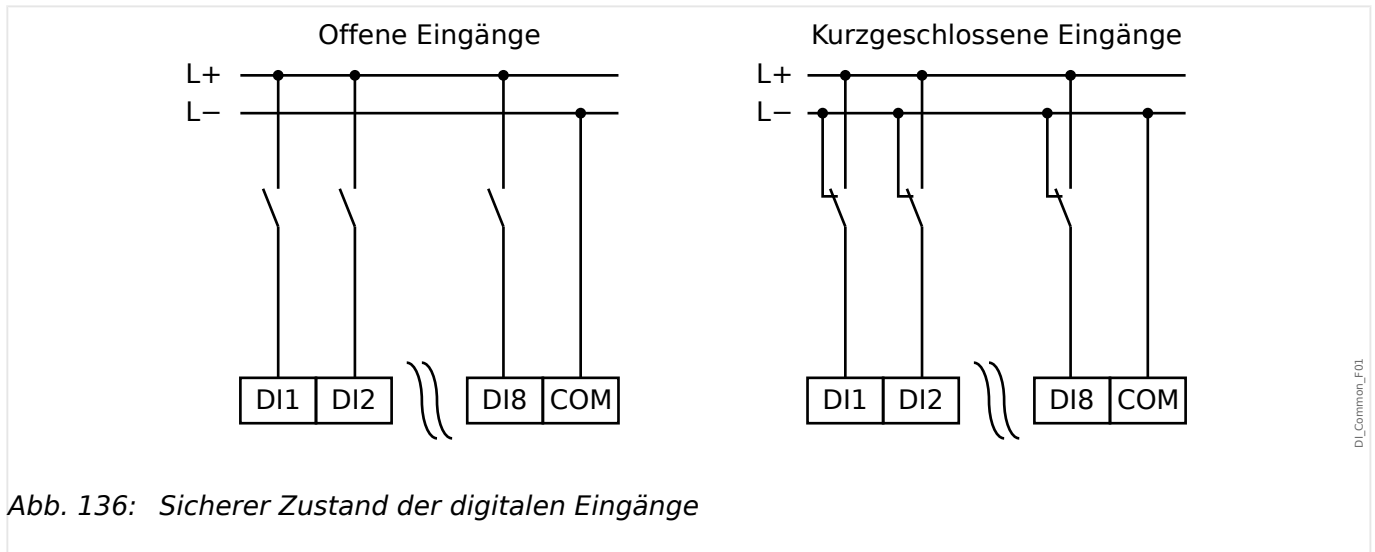 Offene Eingänge
L+
L−
DI1 DI2 DI8 COM
Kurzgeschlossene Eingänge
L+
L−
DI1 DI2 DI8 COM
DI_Common_F01
Abb. 136: Sicherer Zustand der digitalen Eingänge